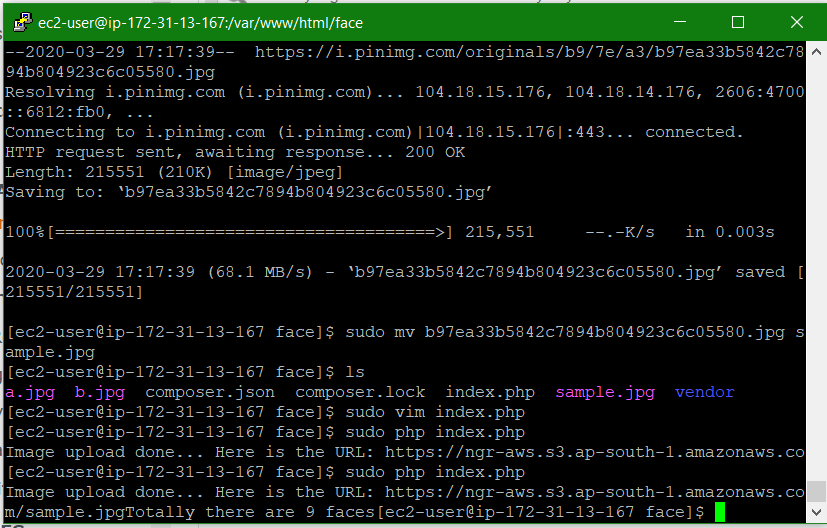 ec2-user@ip-172-31-13-167:/var/www/html/face
--2020-03-29 17:17:39--  https://i.pinimg.com/originals/b9/7e/a3/b97ea33b5842c78
94b804923c6c05580.jpg
Resolving i.pinimg.com (i.pinimg.com)... 104.18.15.176, 104.18.14.176, 2606:4700
::6812:fb0, ...
Connecting to i.pinimg.com (i.pinimg.com)|104.18.15.176|:443... connected.
HTTP request sent, awaiting response... 200 OK
Length: 215551 (210K) [image/jpeg]
Saving to: ‘b97ea33b5842c7894b804923c6c05580.jpg’
100%[======================================>] 215,551     --.-K/s   in 0.003s
2020-03-29 17:17:39 (68.1 MB/s) - ‘b97ea33b5842c7894b804923c6c05580.jpg’ saved [
215551/215551]
[ec2-user@ip-172-31-13-167 face]$ sudo mv b97ea33b5842c7894b804923c6c05580.jpg s
ample.jpg
[ec2-user@ip-172-31-13-167 face]$ ls
a.jpg  b.jpg  composer.json  composer.lock  index.php  sample.jpg  vendor
[ec2-user@ip-172-31-13-167 face]$ sudo vim index.php
[ec2-user@ip-172-31-13-167 face]$ sudo php index.php
Image upload done... Here is the URL: https://ngr-aws.s3.ap-south-1.amazonaws.co
[ec2-user@ip-172-31-13-167 face]$ sudo php index.php
Image upload done... Here is the URL: https://ngr-aws.s3.ap-south-1.amazonaws.co
m/sample.jpgTotally there are 9 faces[ec2-user@ip-172-31-13-167 face]$